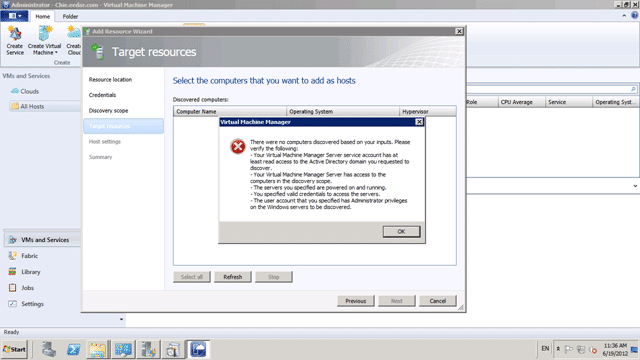 Administrator - Chie.eedar.com - Virtual Machine Manager
Home
Folder
Create Service
Create Virtual Machine
Create Cloud
Create
VMs and Services
Clouds
All Hosts
VMs and Services
Fabric
Library
Jobs
Settings
Ready
Add Resource Wizard
Target resources
Resource location
Credentials
Discovery scope
Target resources
Host settings
Summary
Select the computers that you want to add as hosts
Discovered computers:
Computer Name
Operating System
Hypervisor
Virtual Machine Manager
There were no computers discovered based on your inputs. Please
verify the following:
- Your Virtual Machine Manager Server service account has at
least read access to the Active Directory domain you requested to
discover.
- Your Virtual Machine Manager Server has access to the
computers in the discovery scope.
- The servers you specified are powered on and running.
- You specified valid credentials to access the servers.
- The user account that you specified has Administrator privileges
on the Windows servers to be discovered.
OK
Select all
Refresh
Stop
Previous
Next
Cancel
Role
CPU Average
Service
Operating Syst...
Start
EN
11:36 AM
6/19/2012